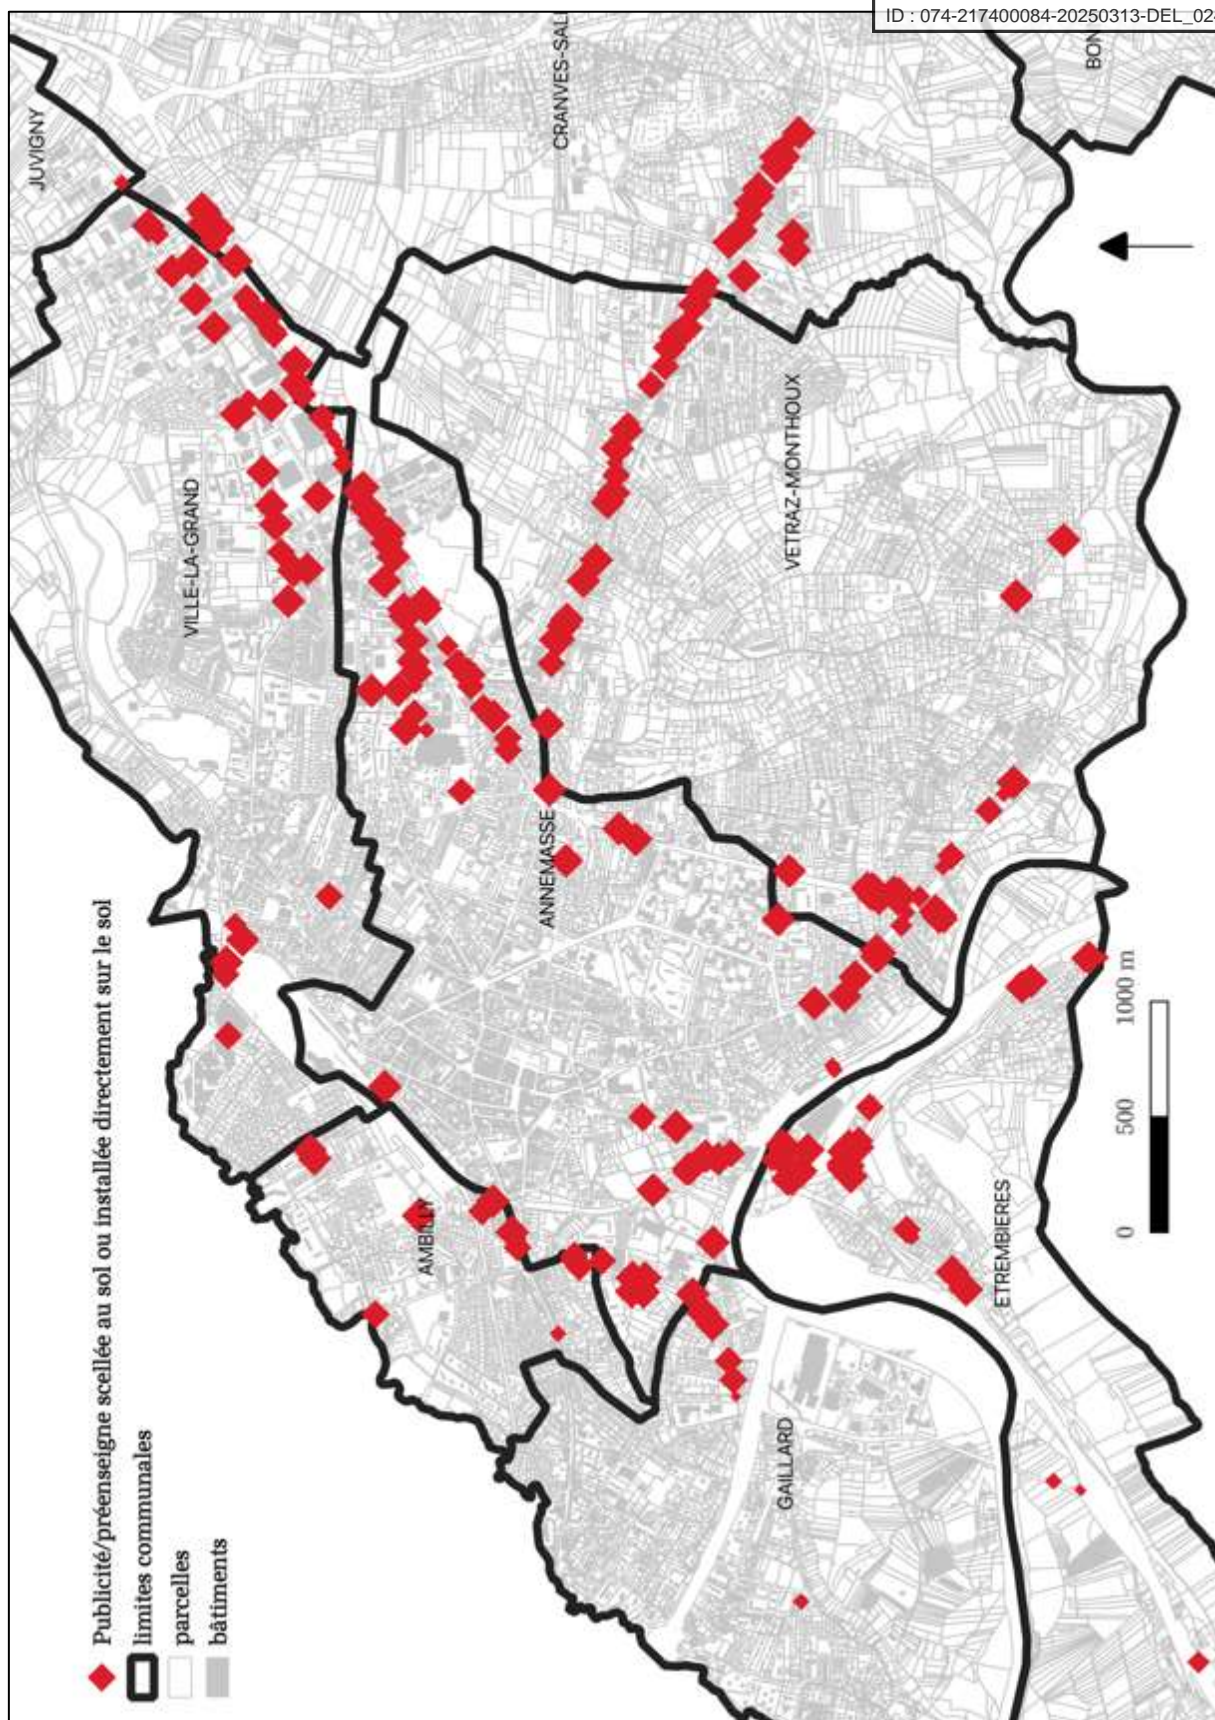 ID : 074-217400084-20250313-DEL_02
Publicité/préenseigne scellée au sol ou installée directement sur le sol
limites communales
parcelles
bâtiments
JUVIGNY
CRANVES-SAL
BON
VILLE-LA-GRAND
VETRAZ-MONTHOUX
ANNEMASSE
AMBILLY
ETREMBIERES
GAILLARD
0 500 1000 m